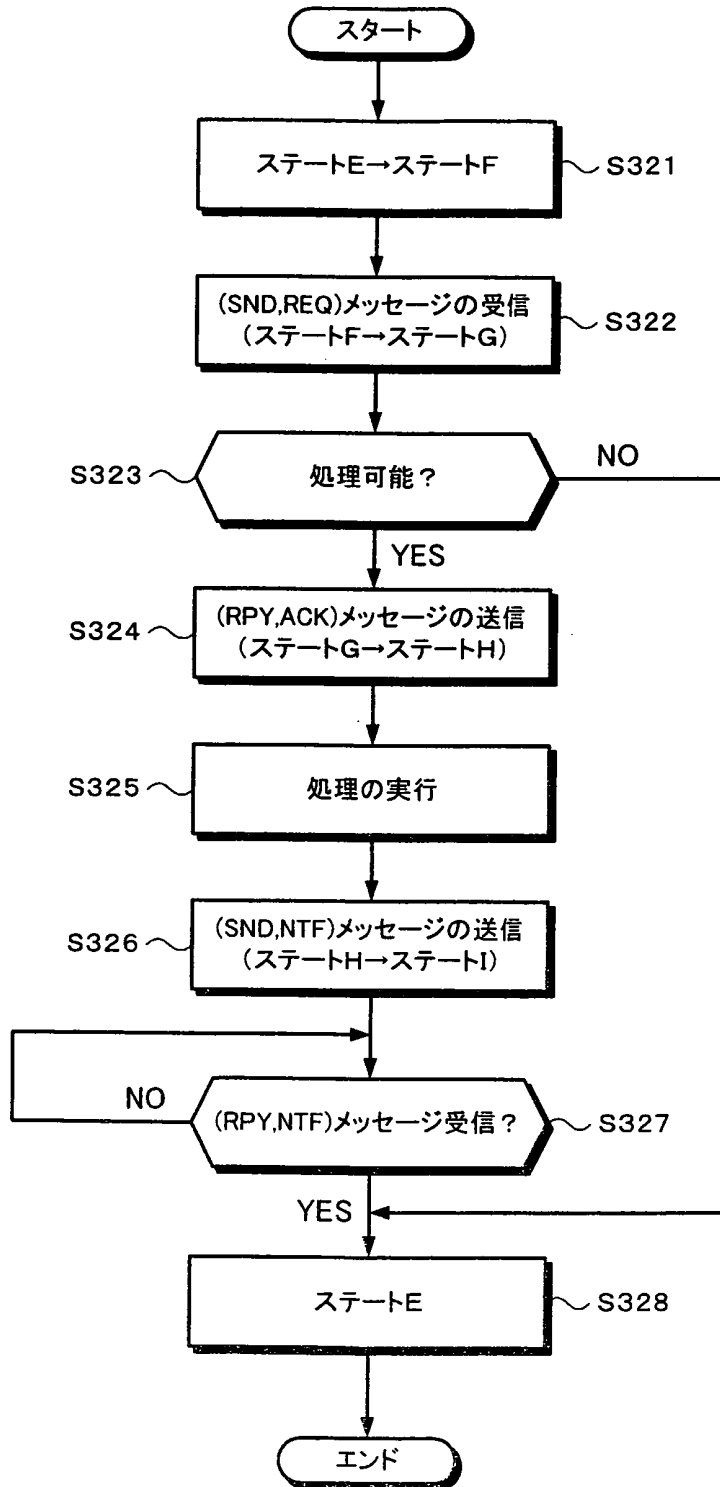 スタート
ステートE→ステートF
S321
(SND,REQ)メッセージの受信
(ステートF→ステートG)
S322
S323
処理可能?
NO
YES
S324
(RPY,ACK)メッセージの送信
(ステートG→ステートH)
S325
処理の実行
S326
(SND,NTF)メッセージの送信
(ステートH→ステートI)
NO
(RPY,NTF)メッセージ受信?
S327
YES
ステートE
S328
エンド